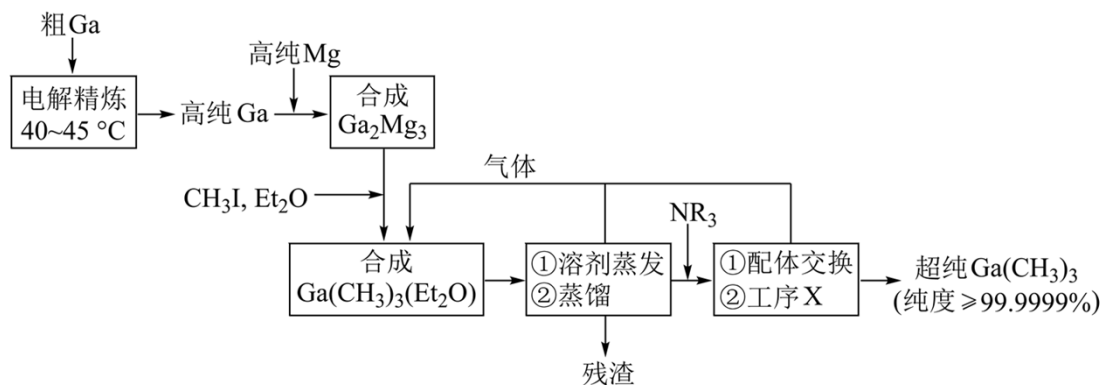 粗Ga
电解精炼
40~45 °C
高纯Ga
高纯Mg
合成
Ga₂Mg₃
CH₃I, Et₂O
气体
合成
Ga(CH₃)₃(Et₂O)
①溶剂蒸发
②蒸馏
残渣
NR₃
①配体交换
②工序X
超纯Ga(CH₃)₃
(纯度≥99.9999%)